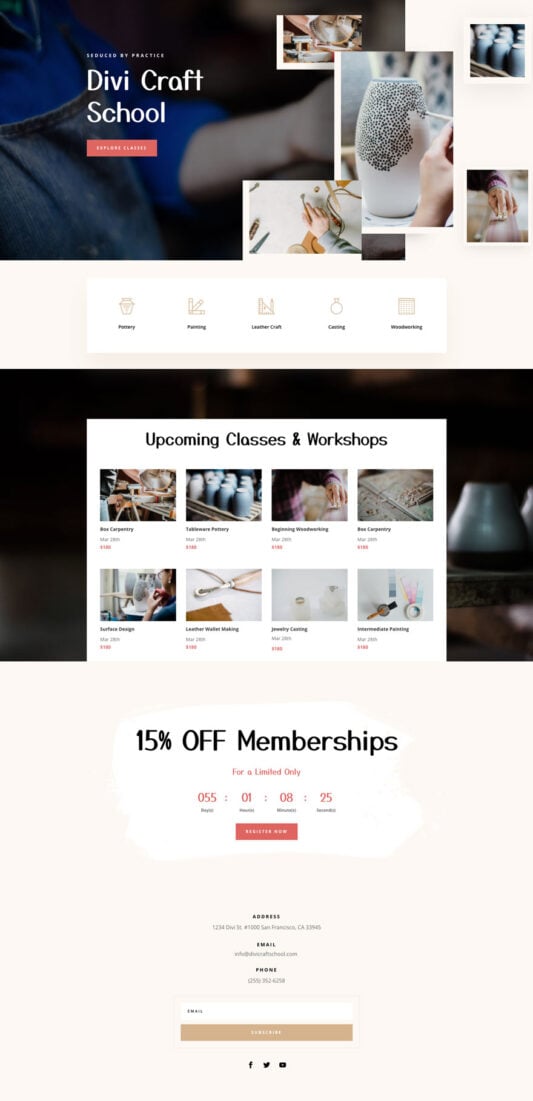 SEDUCED BY PRACTICE
Divi Craft
School
EXPLORE CLASSES
Pottery
Painting
Leather Craft
Casting
Woodworking
Upcoming Classes & Workshops
Box Carpentry
Mar 28th
$180
Tableware Pottery
Mar 28th
$180
Beginning Woodworking
Mar 28th
$180
Box Carpentry
Mar 28th
$180
Surface Design
Mar 28th
$180
Leather Wallet Making
Mar 28th
$180
Jewelry Casting
Mar 28th
$180
Intermediate Painting
Mar 28th
$180
15% OFF Memberships
For a Limited Only
055 : 01 : 08 : 25
Day(s) Hour(s) Minute(s) Second(s)
REGISTER NOW
ADDRESS
1234 Divi St. #1000 San Francisco, CA 33945
EMAIL
info@divicraftschool.com
PHONE
(255) 352-6258
EMAIL
SUBSCRIBE